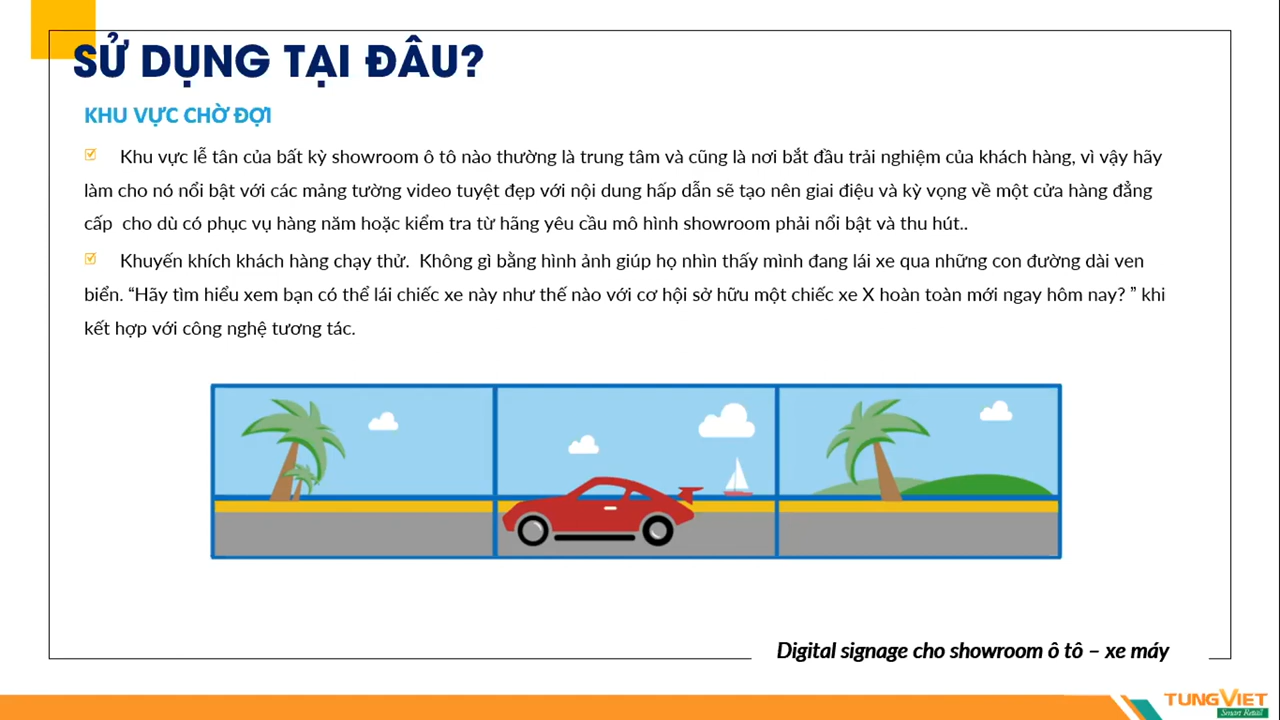 SỬ DỤNG TẠI ĐÂU?
KHU VỰC CHỜ ĐỢI
Khu vực lễ tân của bất kỳ showroom ô tô nào thường là trung tâm và cũng là nơi bắt đầu trải nghiệm của khách hàng, vì vậy hãy
làm cho nó nổi bật với các mảng tường video tuyệt đẹp với nội dung hấp dẫn sẽ tạo nên giai điệu và kỳ vọng về một cửa hàng đẳng
cấp  cho dù có phục vụ hàng năm hoặc kiểm tra từ hãng yêu cầu mô hình showroom phải nổi bật và thu hút..
Khuyến khích khách hàng chạy thử.  Không gì bằng hình ảnh giúp họ nhìn thấy mình đang lái xe qua những con đường dài ven
biển. “Hãy tìm hiểu xem bạn có thể lái chiếc xe này như thế nào với cơ hội sở hữu một chiếc xe X hoàn toàn mới ngay hôm nay? ” khi
kết hợp với công nghệ tương tác.
Digital signage cho showroom ô tô – xe máy
TUNGVIET
Smart Retail